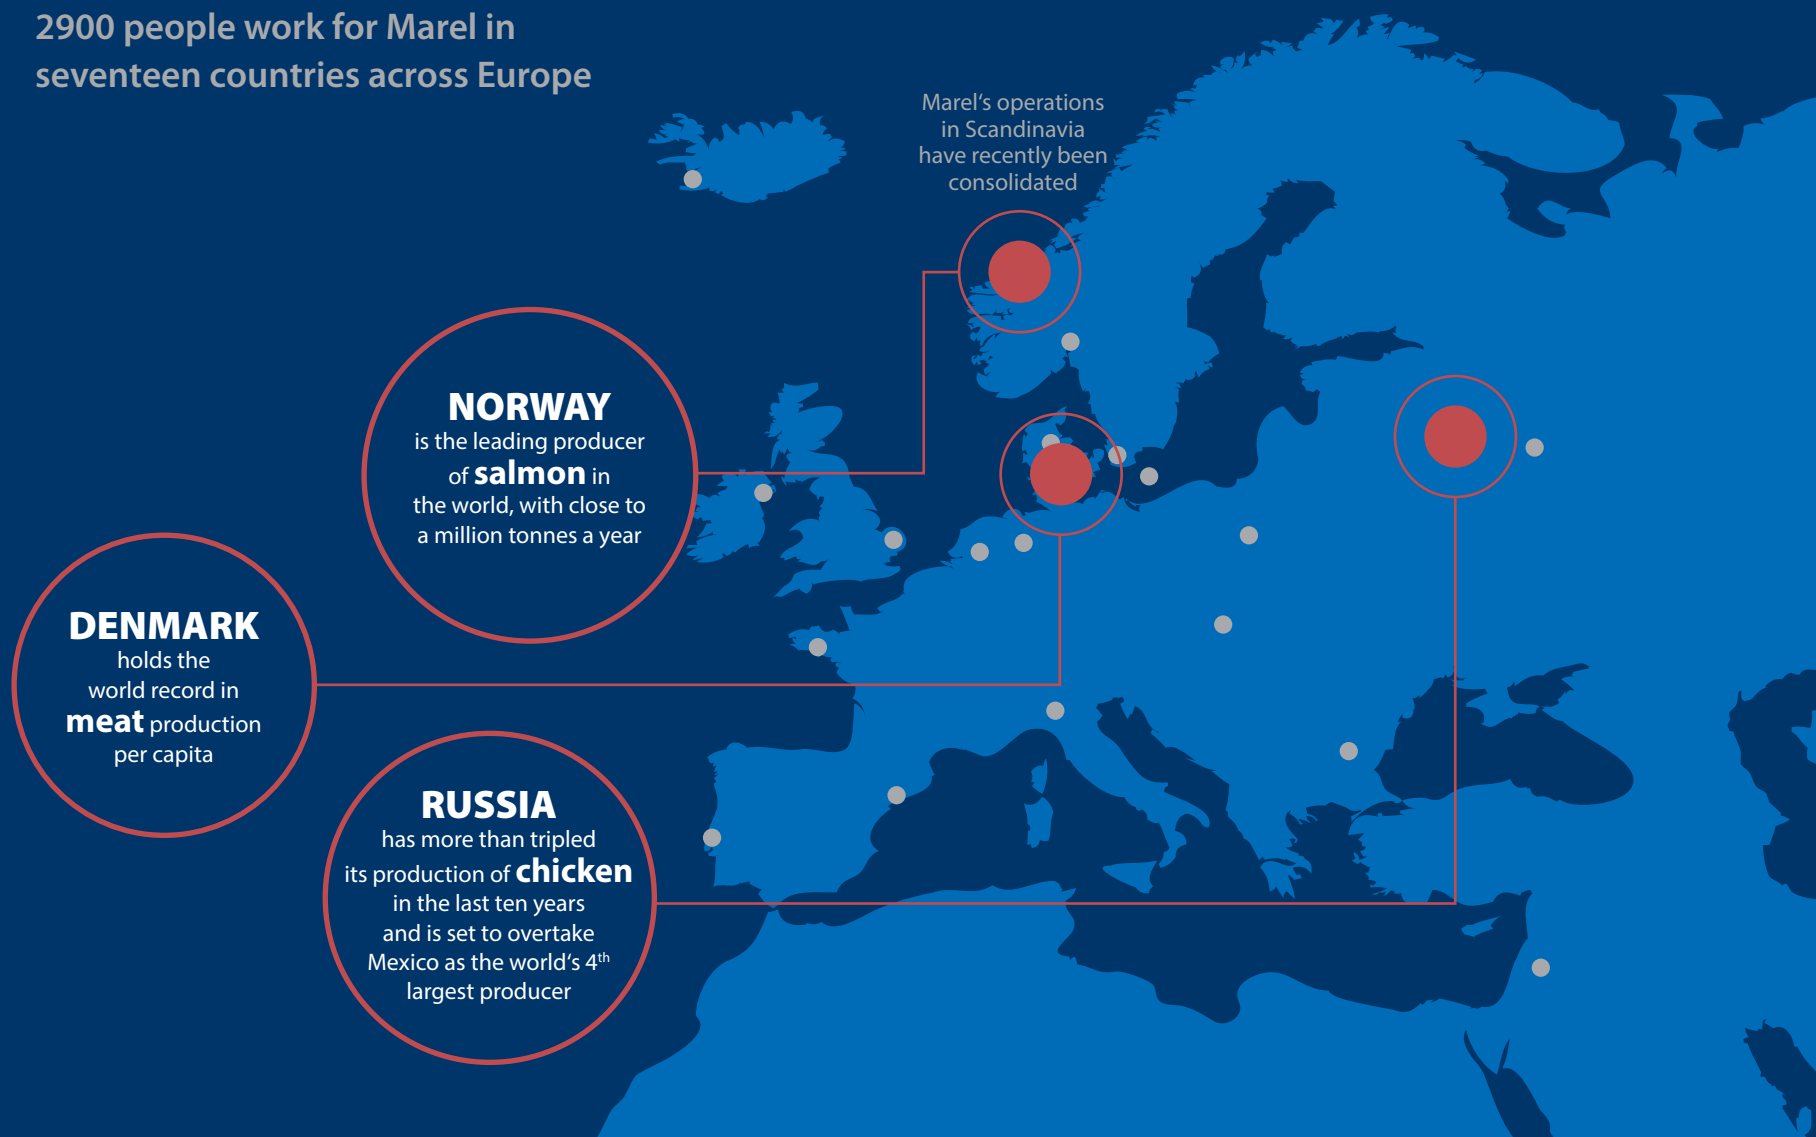 2900 people work for Marel in
seventeen countries across Europe
Marel‘s operations
in Scandinavia
have recently been
consolidated
NORWAY
is the leading producer
of salmon in
the world, with close to
a million tonnes a year
DENMARK
holds the
world record in
meat production
per capita
RUSSIA
has more than tripled
its production of chicken
in the last ten years
and is set to overtake
Mexico as the world‘s 4th
largest producer